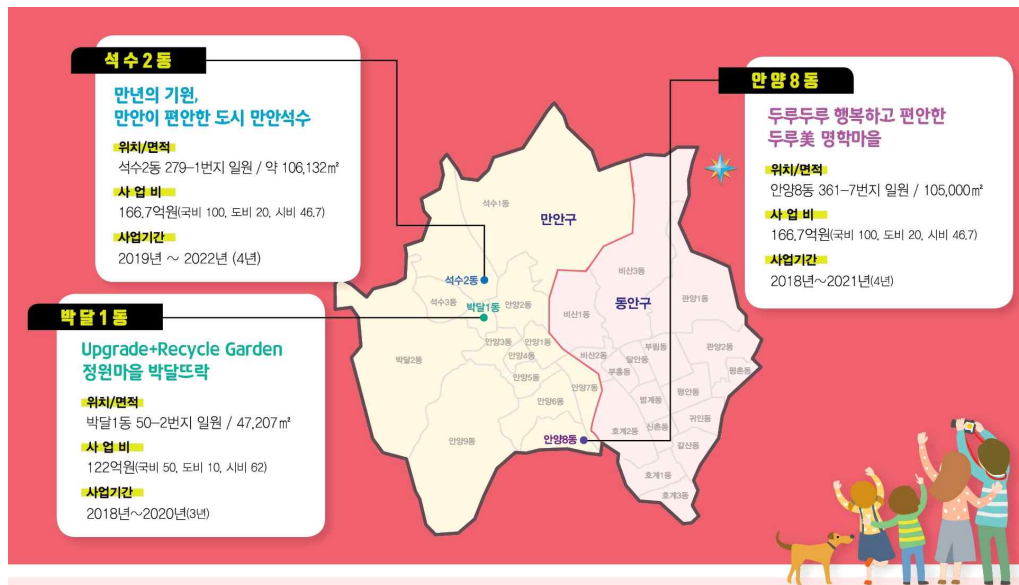 석수2동
만년의 기원,
만안이 편안한 도시 만안석수
위치/면적
석수2동 279-1번지 일원 / 약 106,132㎡
사 업 비
166.7억원(국비 100, 도비 20, 시비 46.7)
사업기간
2019년 ~ 2022년 (4년)
박달1동
Upgrade+Recycle Garden
정원마을 박달뜨락
위치/면적
박달1동 50-2번지 일원 / 47,207㎡
사 업 비
122억원(국비 50, 도비 10, 시비 62)
사업기간
2018년~2020년(3년)
안양8동
두루두루 행복하고 편안한
두루美 명학마을
위치/면적
안양8동 361-7번지 일원 / 105,000㎡
사 업 비
166.7억원(국비 100, 도비 20, 시비 46.7)
사업기간
2018년~2021년(4년)
석수1동
만안구
석수2동
석수3동
박달1동
안양2동
박달2동
안양3동
안양1동
안양4동
안양5동
안양6동
안양7동
안양9동
안양8동
비산3동
동안구
관양1동
비산1동
비산2동
부림동
관양2동
달안동
부흥동
평촌동
범계동
평안동
귀인동
호계2동
신촌동
갈산동
호계1동
호계3동